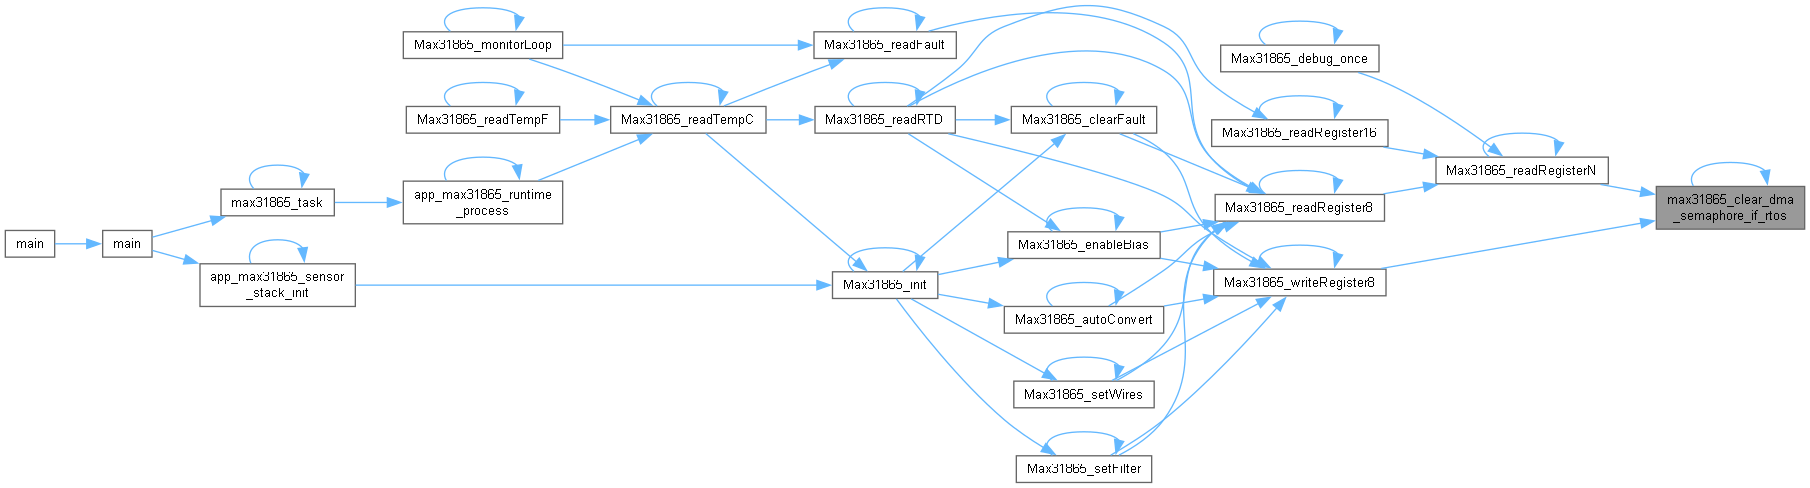 Max31865_monitorLoop
Max31865_readFault
Max31865_debug_once
Max31865_readTempF
Max31865_readTempC
Max31865_readRTD
Max31865_clearFault
Max31865_readRegister16
Max31865_readRegisterN
max31865_task
app_max31865_runtime
_process
Max31865_readRegister8
max31865_clear_dma
_semaphore_if_rtos
main
main
Max31865_enableBias
app_max31865_sensor
_stack_init
Max31865_init
Max31865_writeRegister8
Max31865_autoConvert
Max31865_setWires
Max31865_setFilter